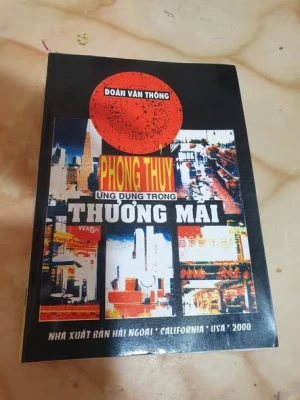 ĐOÀN VĂN THÔNG
PHONG THỦY
ỨNG DỤNG TRONG
THƯƠNG MẠI
NHÀ XUẤT BẢN HẢI NGOẠI * CALIFORNIA * USA * 2000